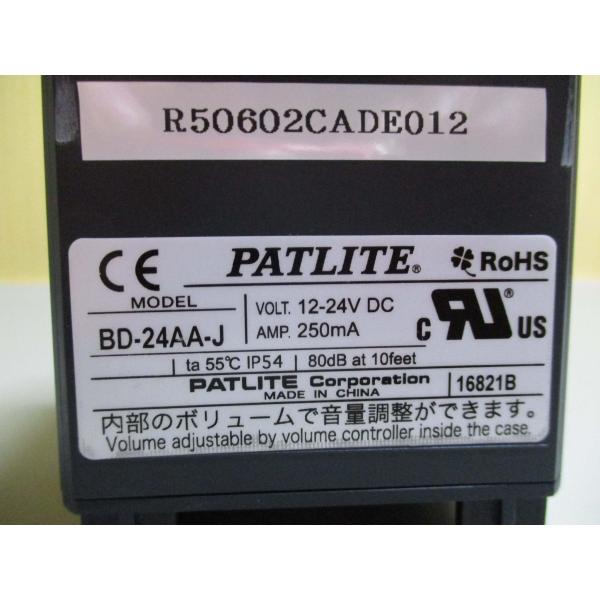 R50602CADE012
CE PATLITE® RoHS
MODEL
BD-24AA-J
VOLT. 12-24V DC
AMP. 250mA
c RU US
ta 55℃ IP54 80dB at 10feet
PATLITE Corporation
MADE IN CHINA
16821B
内部のボリュームで音量調整ができます。
Volume adjustable by volume controller inside the case.